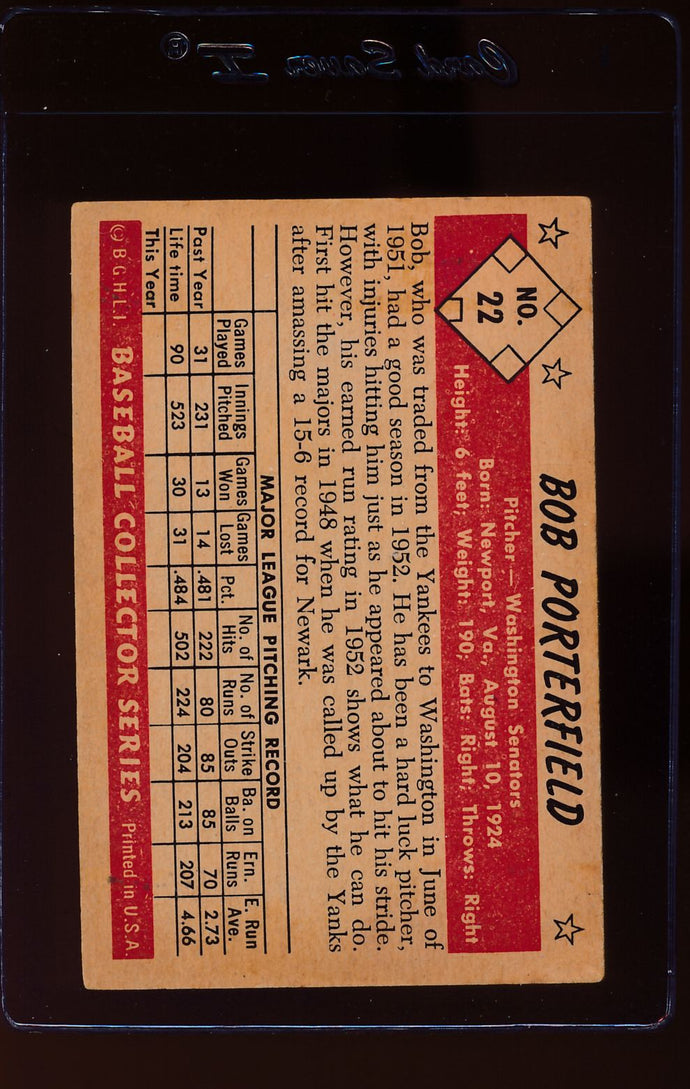 Card Saver II ®
NO.
22
BOB PORTERFIELD
Pitcher—Washington Senators
Born: Newport, Va., August 10, 1924
Height: 6 feet; Weight: 190; Bats: Right; Throws: Right
Bob, who was traded from the Yankees to Washington in June of
1951, had a good season in 1952. He has been a hard luck pitcher,
with injuries hitting him just as he appeared about to hit his stride.
However, his earned run rating in 1952 shows what he can do.
First hit the majors in 1948 when he was called up by the Yanks
after amassing a 15-6 record for Newark.
MAJOR LEAGUE PITCHING RECORD
Games Innings Games Games Pct. No. of No. of Strike Ba. on Ern. E. Run
Played Pitched Won Lost Hits Runs Outs Balls Runs Ave.
Past Year 31 231 13 14 .481 222 80 85 85 70 2.73
Life time 90 523 30 31 .484 502 224 204 213 207 4.66
This Year
© B.G.H.L.I. BASEBALL COLLECTOR SERIES Printed in U.S.A.